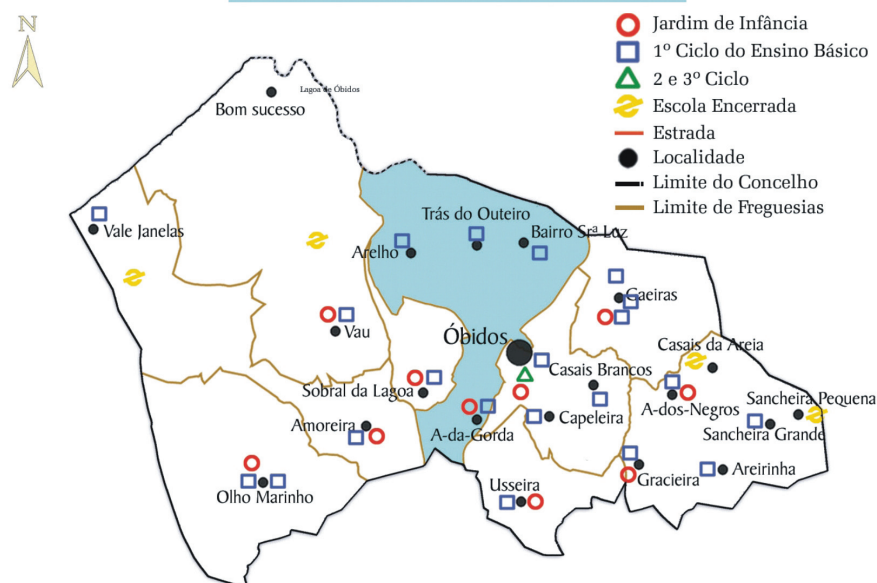 N
Jardim de Infância
1º Ciclo do Ensino Básico
2 e 3º Ciclo
Escola Encerrada
Estrada
Localidade
Limite do Concelho
Limite de Freguesias
Lagoa de Óbidos
Bom sucesso
Vale Janelas
Trás do Outeiro
Bairro Srª Luz
Arelho
Gaeiras
Vau
Óbidos
Casais da Areia
Casais Brancos
Sobral da Lagoa
Sancheira Pequena
A-dos-Negros
Capeleira
Amoreira
A-da-Gorda
Sancheira Grande
Gracieira
Areirinha
Usseira
Olho Marinho